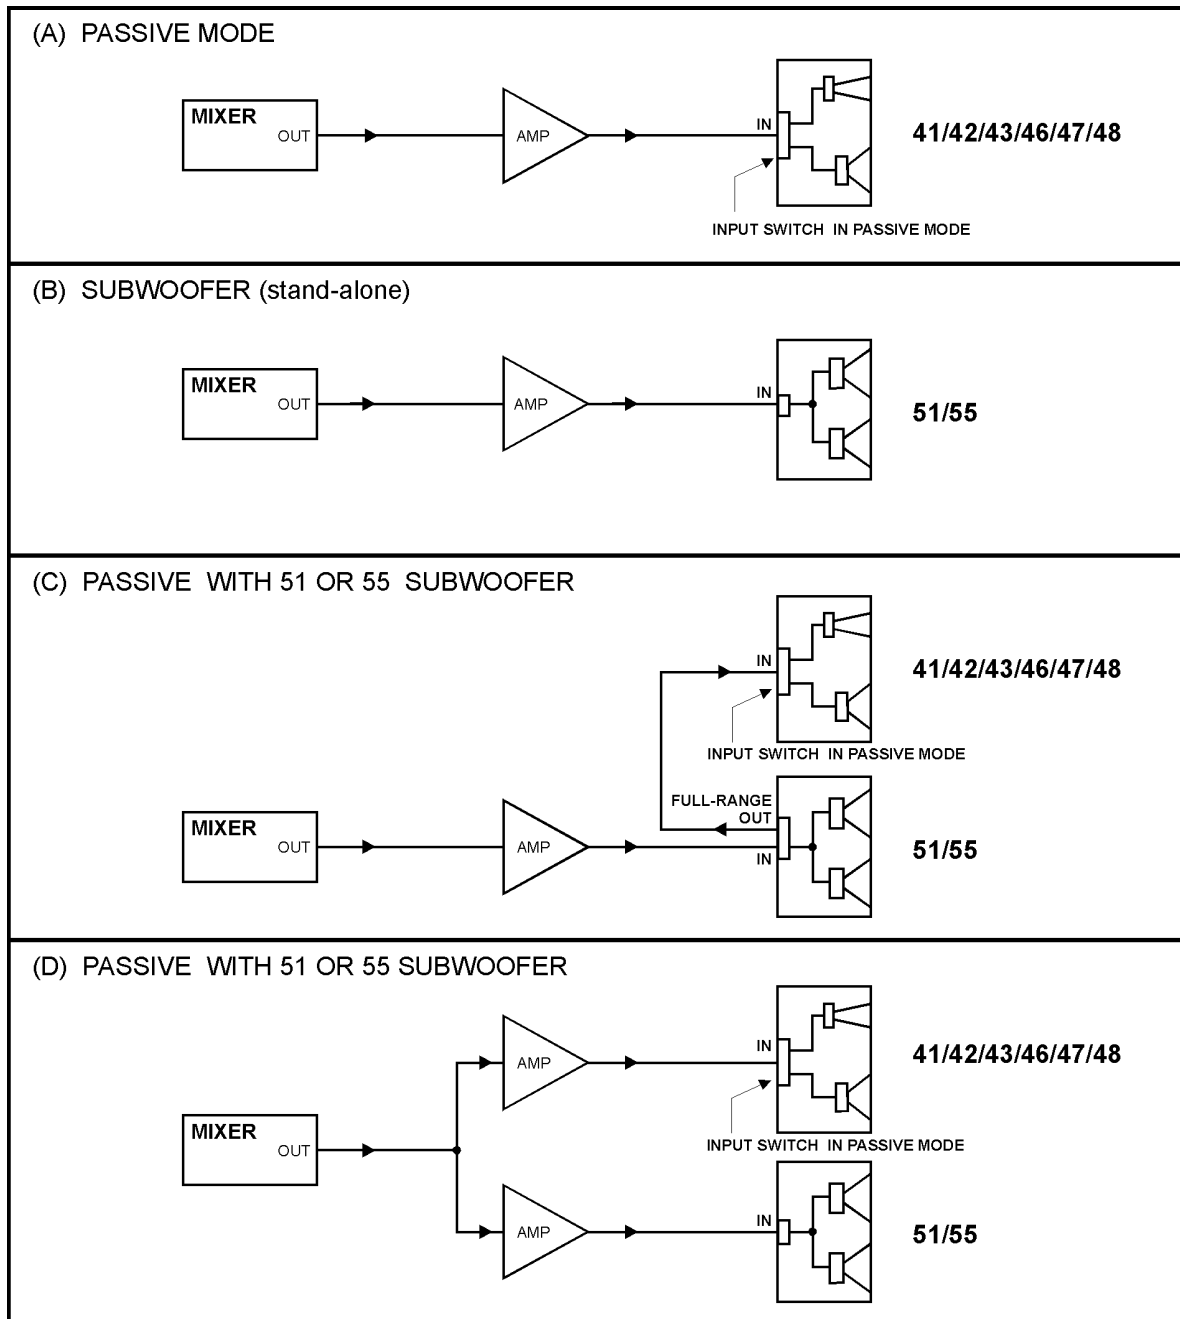 (A) PASSIVE MODE
MIXER
OUT
AMP
IN
41/42/43/46/47/48
INPUT SWITCH IN PASSIVE MODE
(B) SUBWOOFER (stand-alone)
MIXER
OUT
AMP
IN
51/55
(C) PASSIVE WITH 51 OR 55 SUBWOOFER
IN
41/42/43/46/47/48
INPUT SWITCH IN PASSIVE MODE
FULL-RANGE
OUT
MIXER
OUT
AMP
IN
51/55
(D) PASSIVE WITH 51 OR 55 SUBWOOFER
AMP
IN
41/42/43/46/47/48
MIXER
OUT
INPUT SWITCH IN PASSIVE MODE
AMP
IN
51/55